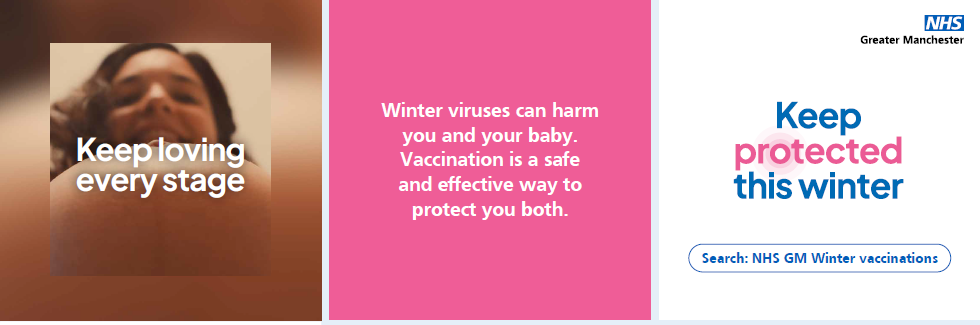 Keep loving
every stage
Winter viruses can harm
you and your baby.
Vaccination is a safe
and effective way to
protect you both.
NHS
Greater Manchester
Keep
protected
this winter
Search: NHS GM Winter vaccinations